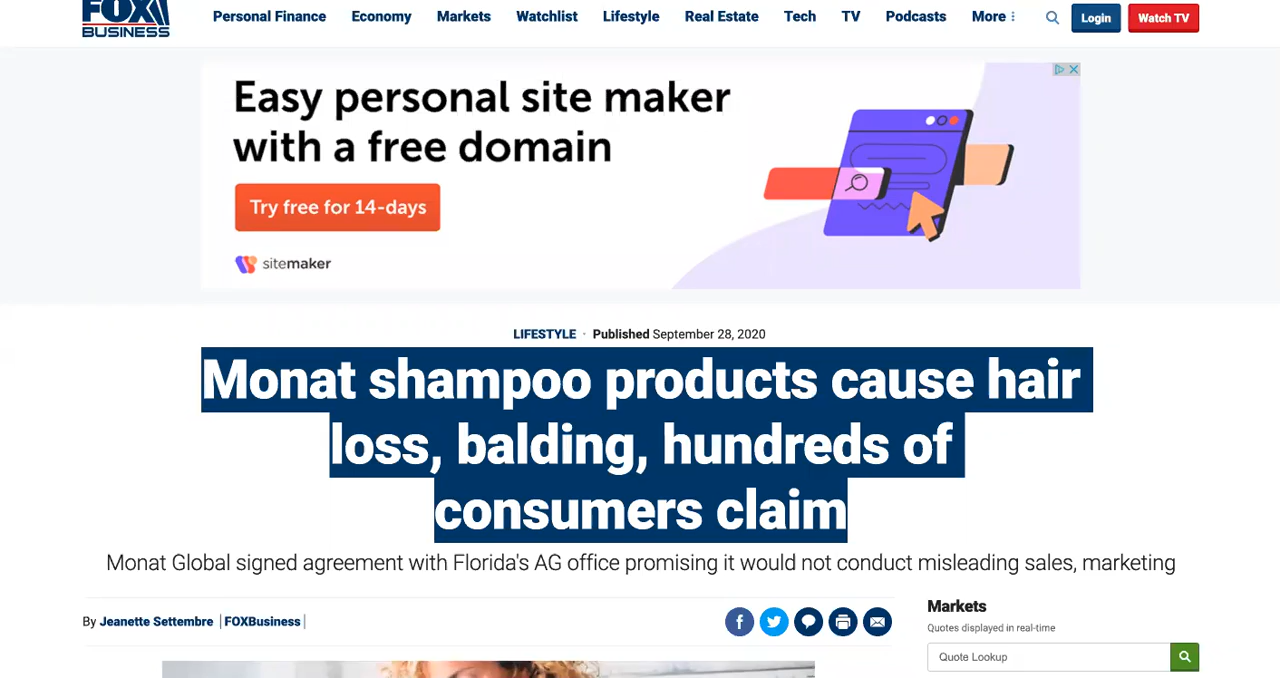 FOX
BUSINESS
Personal Finance Economy Markets Watchlist Lifestyle Real Estate Tech TV Podcasts More Login Watch TV
Easy personal site maker
with a free domain
Try free for 14-days
sitemaker
LIFESTYLE · Published September 28, 2020
Monat shampoo products cause hair
loss, balding, hundreds of
consumers claim
Monat Global signed agreement with Florida's AG office promising it would not conduct misleading sales, marketing
By Jeanette Settembre | FOXBusiness |
Markets
Quotes displayed in real-time
Quote Lookup